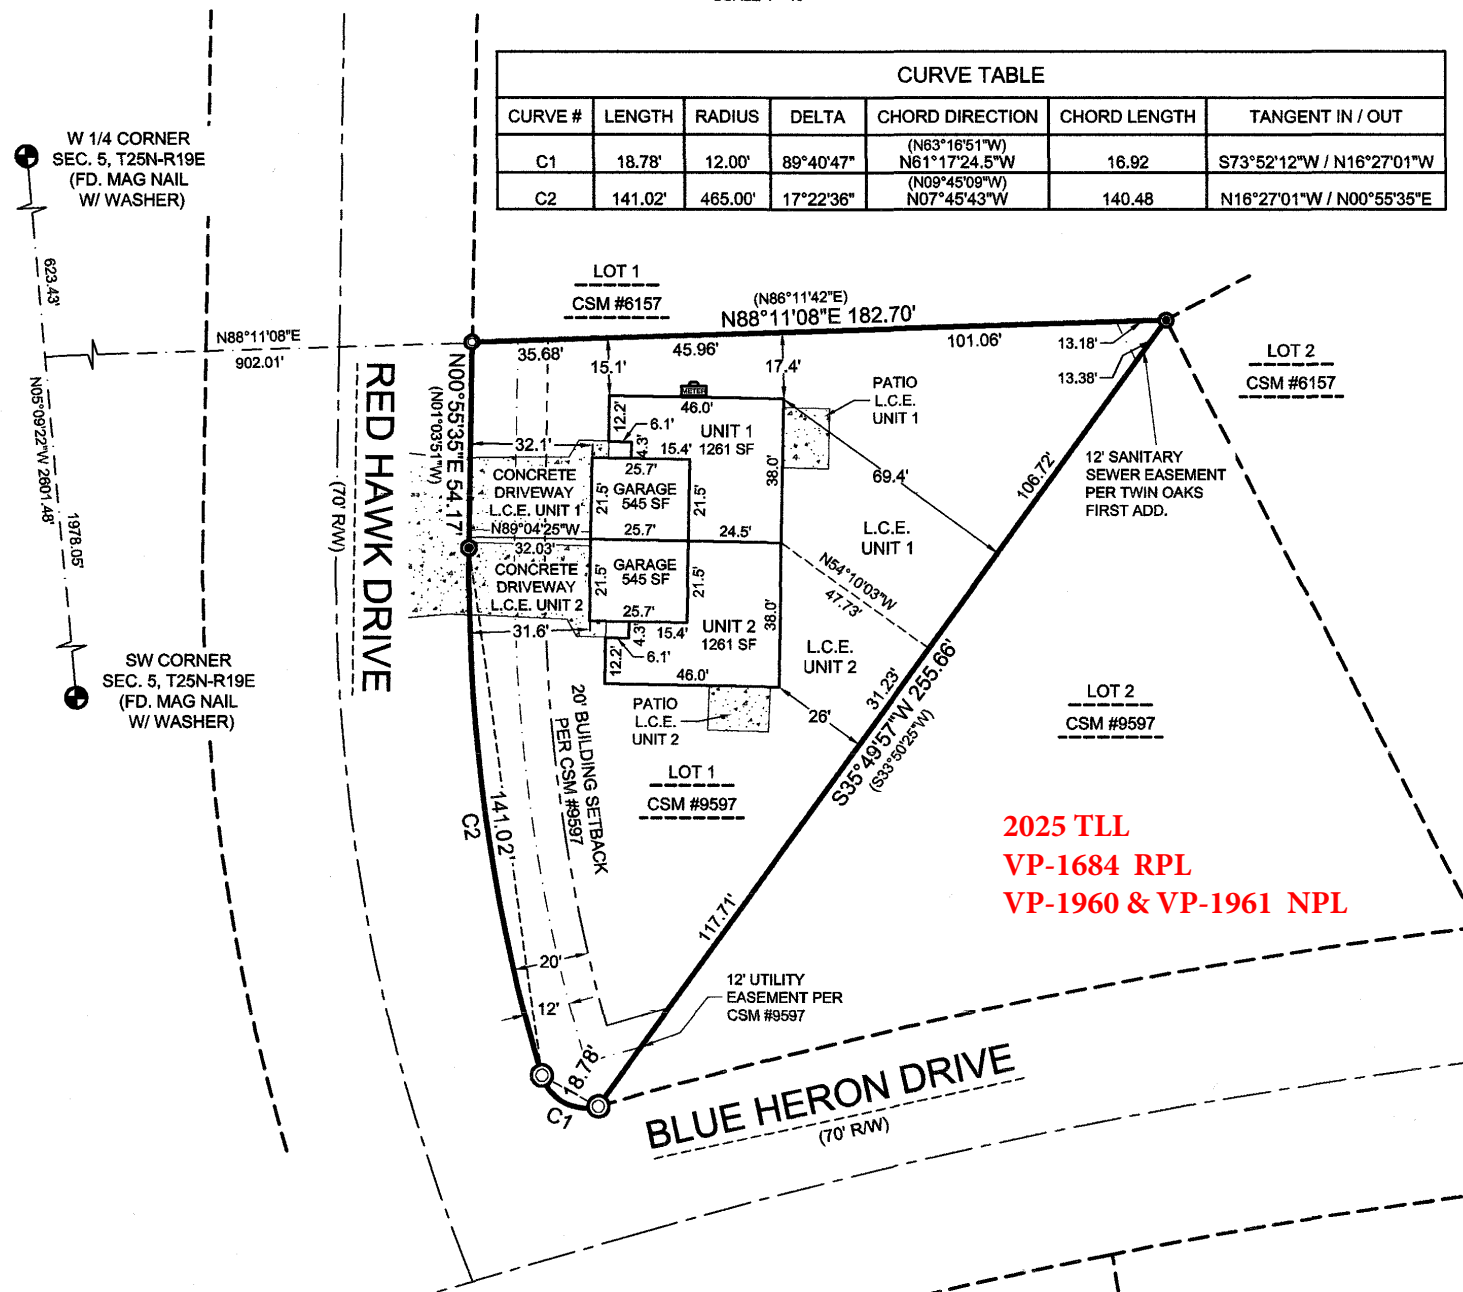 CURVE TABLE
CURVE # LENGTH RADIUS DELTA CHORD DIRECTION CHORD LENGTH TANGENT IN / OUT
(N63°16'51"W)
C1 18.78' 12.00' 89°40'47" N61°17'24.5"W 16.92 S73°52'12"W / N16°27'01"W
(N09°45'09"W)
C2 141.02' 465.00' 17°22'36" N07°45'43"W 140.48 N16°27'01"W / N00°55'35"E
W 1/4 CORNER
SEC. 5, T25N-R19E
(FD. MAG NAIL
W/ WASHER)
623.43'
N05°09'22"W 2601.48'
1978.05'
SW CORNER
SEC. 5, T25N-R19E
(FD. MAG NAIL
W/ WASHER)
N88°11'08"E
902.01'
RED HAWK DRIVE
(70' R/W)
N00°55'35"E 54.17'
(N01°03'51"W)
LOT 1
CSM #6157
(N86°11'42"E)
N88°11'08"E 182.70'
35.68'
45.96'
101.06'
13.18'
13.38'
15.1'
17.4'
LOT 2
CSM #6157
PATIO
L.C.E.
UNIT 1
METER
46.0'
12.2'
6.1'
4.3'
15.4'
UNIT 1
1261 SF
38.0'
32.1'
25.7'
GARAGE
545 SF
21.5'
21.5'
25.7'
24.5'
CONCRETE
DRIVEWAY
L.C.E. UNIT 1
N89°04'25"W
32.03'
CONCRETE
DRIVEWAY
L.C.E. UNIT 2
31.6'
GARAGE
545 SF
21.5'
21.5'
25.7'
15.4'
4.3'
6.1'
12.2'
UNIT 2
1261 SF
38.0'
46.0'
69.4'
106.72'
12' SANITARY
SEWER EASEMENT
PER TWIN OAKS
FIRST ADD.
L.C.E.
UNIT 1
N54°10'03"W
47.73'
L.C.E.
UNIT 2
31.23'
S35°49'57"W 255.66'
(S33°50'25"W)
26'
PATIO
L.C.E.
UNIT 2
LOT 2
CSM #9597
LOT 1
CSM #9597
20' BUILDING SETBACK
PER CSM #9597
C2
141.02'
117.71'
20'
12'
12' UTILITY
EASEMENT PER
CSM #9597
18.78'
C1
2025 TLL
VP-1684 RPL
VP-1960 & VP-1961 NPL
BLUE HERON DRIVE
(70' R/W)